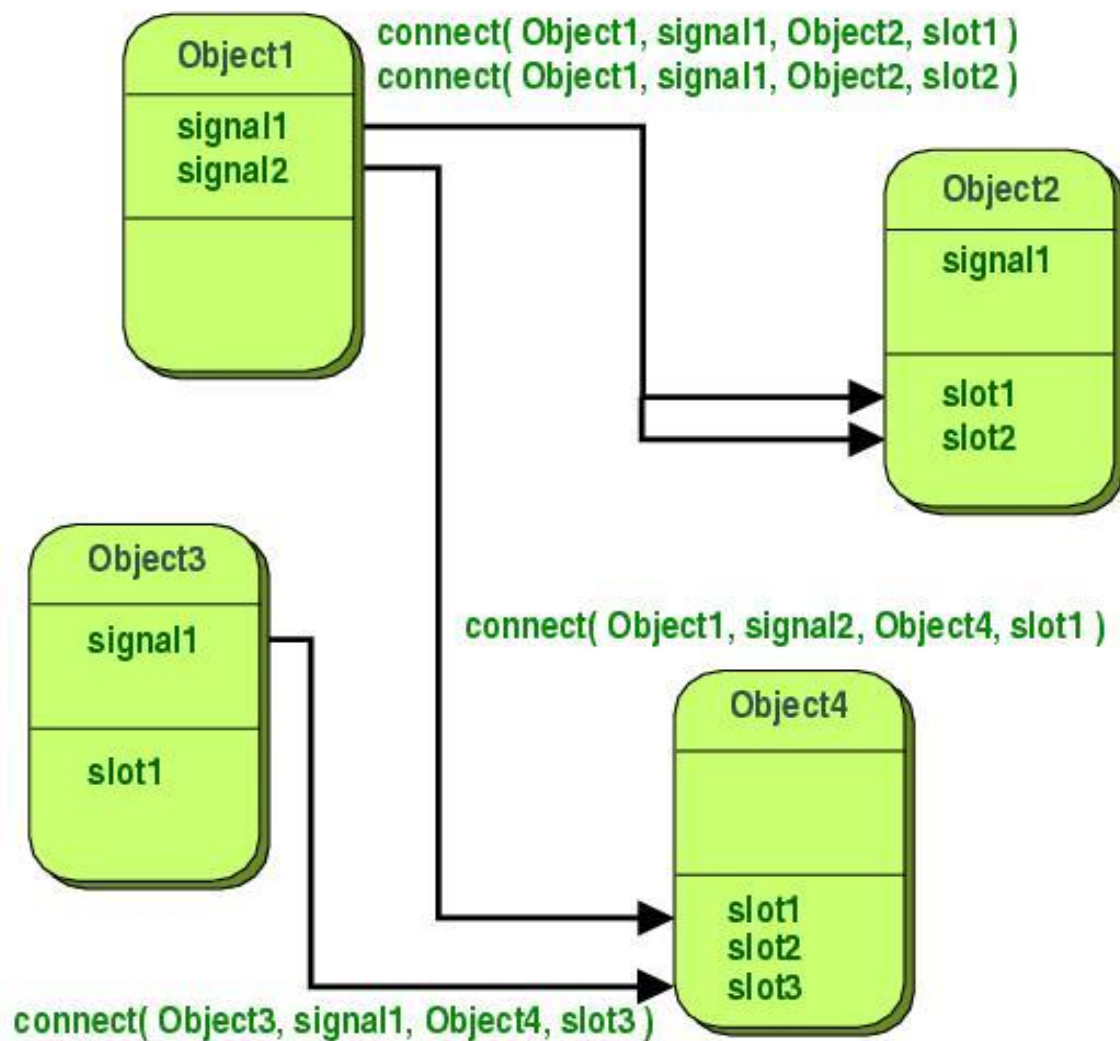 Object1
connect( Object1, signal1, Object2, slot1 )
connect( Object1, signal1, Object2, slot2 )
signal1
signal2
Object2
signal1
slot1
slot2
Object3
signal1
slot1
connect( Object1, signal2, Object4, slot1 )
Object4
slot1
slot2
slot3
connect( Object3, signal1, Object4, slot3 )